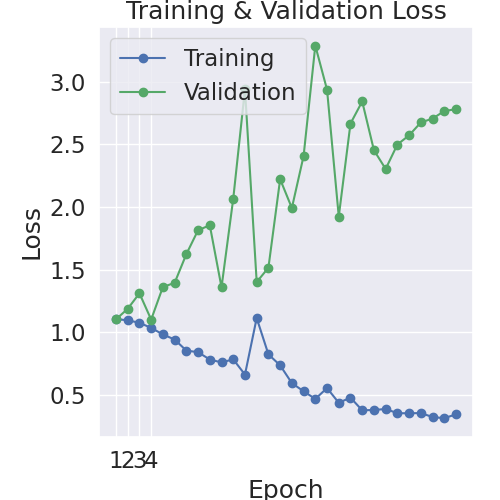 Training & Validation Loss
Training
Validation
3.0
2.5
2.0
1.5
1.0
0.5
Loss
1234
Epoch